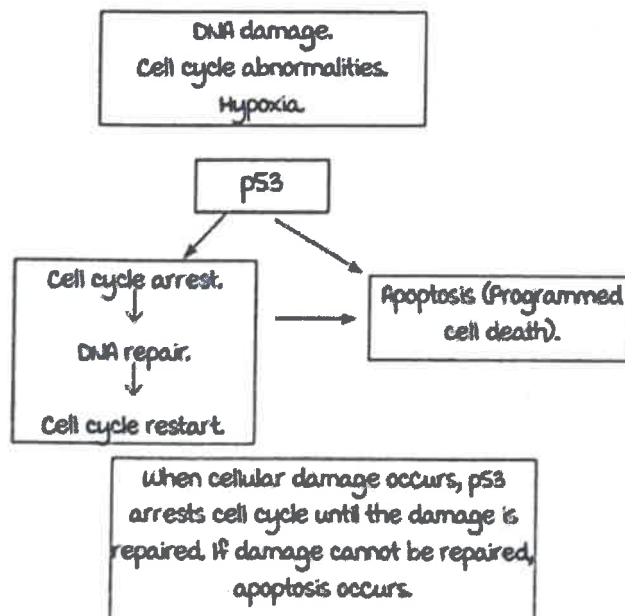 DNA damage.
Cell cycle abnormalities.
Hypoxia
p53
Cell cycle arrest.
DNA repair.
Cell cycle restart.
Apoptosis (Programmed
cell death).
When cellular damage occurs, p53
arrests cell cycle until the damage is
repaired. If damage cannot be repaired,
apoptosis occurs.